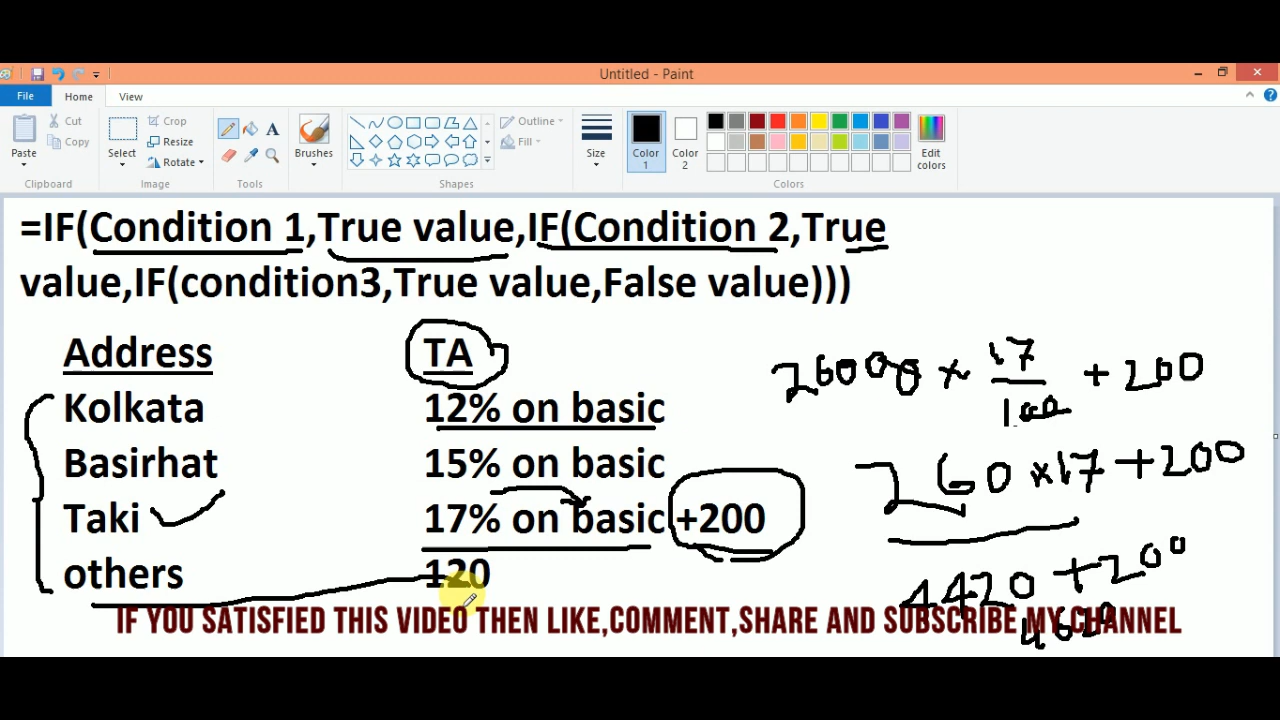 Untitled - Paint
File Home View
Cut
Copy
Paste
Clipboard
Select
Crop
Resize
Rotate
Image
Tools
Brushes
Outline
Fill
Shapes
Size
Color 1
Color 2
Edit colors
Colors
=IF(Condition 1,True value,IF(Condition 2,True
value,IF(condition3,True value,False value)))
Address TA
Kolkata 12% on basic
Basirhat 15% on basic
Taki 17% on basic +200
others 120
26000 × 17/100 + 200
260 × 17 + 200
4420 + 200
4620
IF YOU SATISFIED THIS VIDEO THEN LIKE,COMMENT,SHARE AND SUBSCRIBE MY CHANNEL